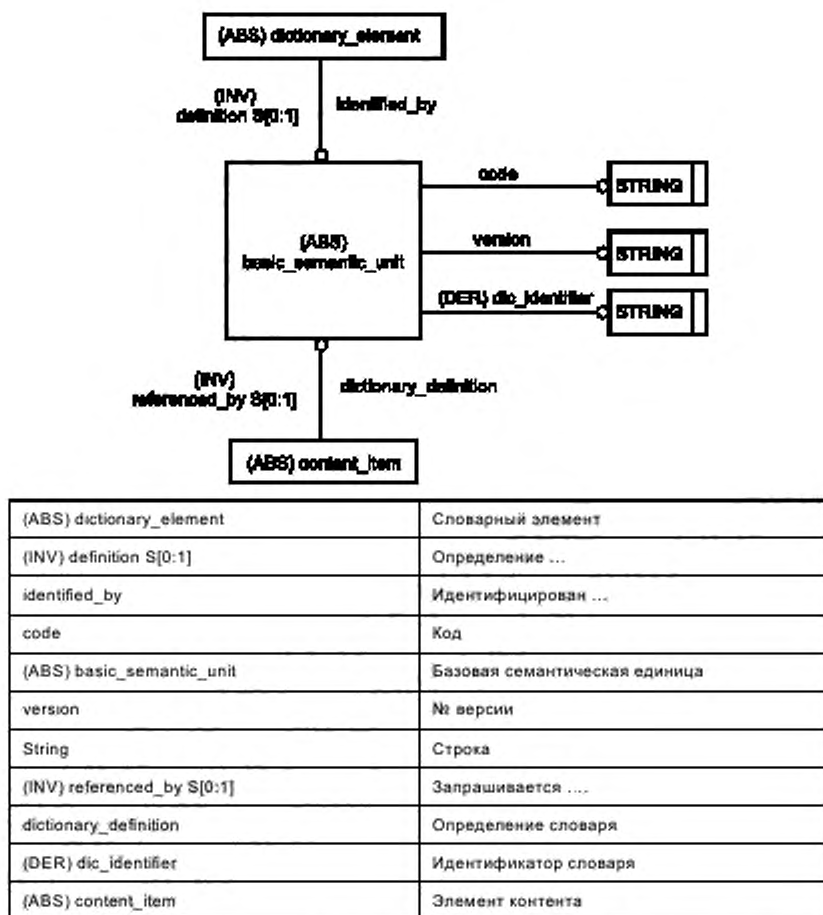 (ABS) dictionary_element
(INV)
definition S[0:1]
identified_by
code
STRING
(ABS)
basic_semantic_unit
version
STRING
(DER) dic_identifier
STRING
(INV)
referenced_by S[0:1]
dictionary_definition
(ABS) content_item
(ABS) dictionary_element Словарный элемент
(INV) definition S[0:1] Определение ...
identified_by Идентифицирован ...
code Код
(ABS) basic_semantic_unit Базовая семантическая единица
version № версии
String Строка
(INV) referenced_by S[0:1] Запрашивается ....
dictionary_definition Определение словаря
(DER) dic_identifier Идентификатор словаря
(ABS) content_item Элемент контента